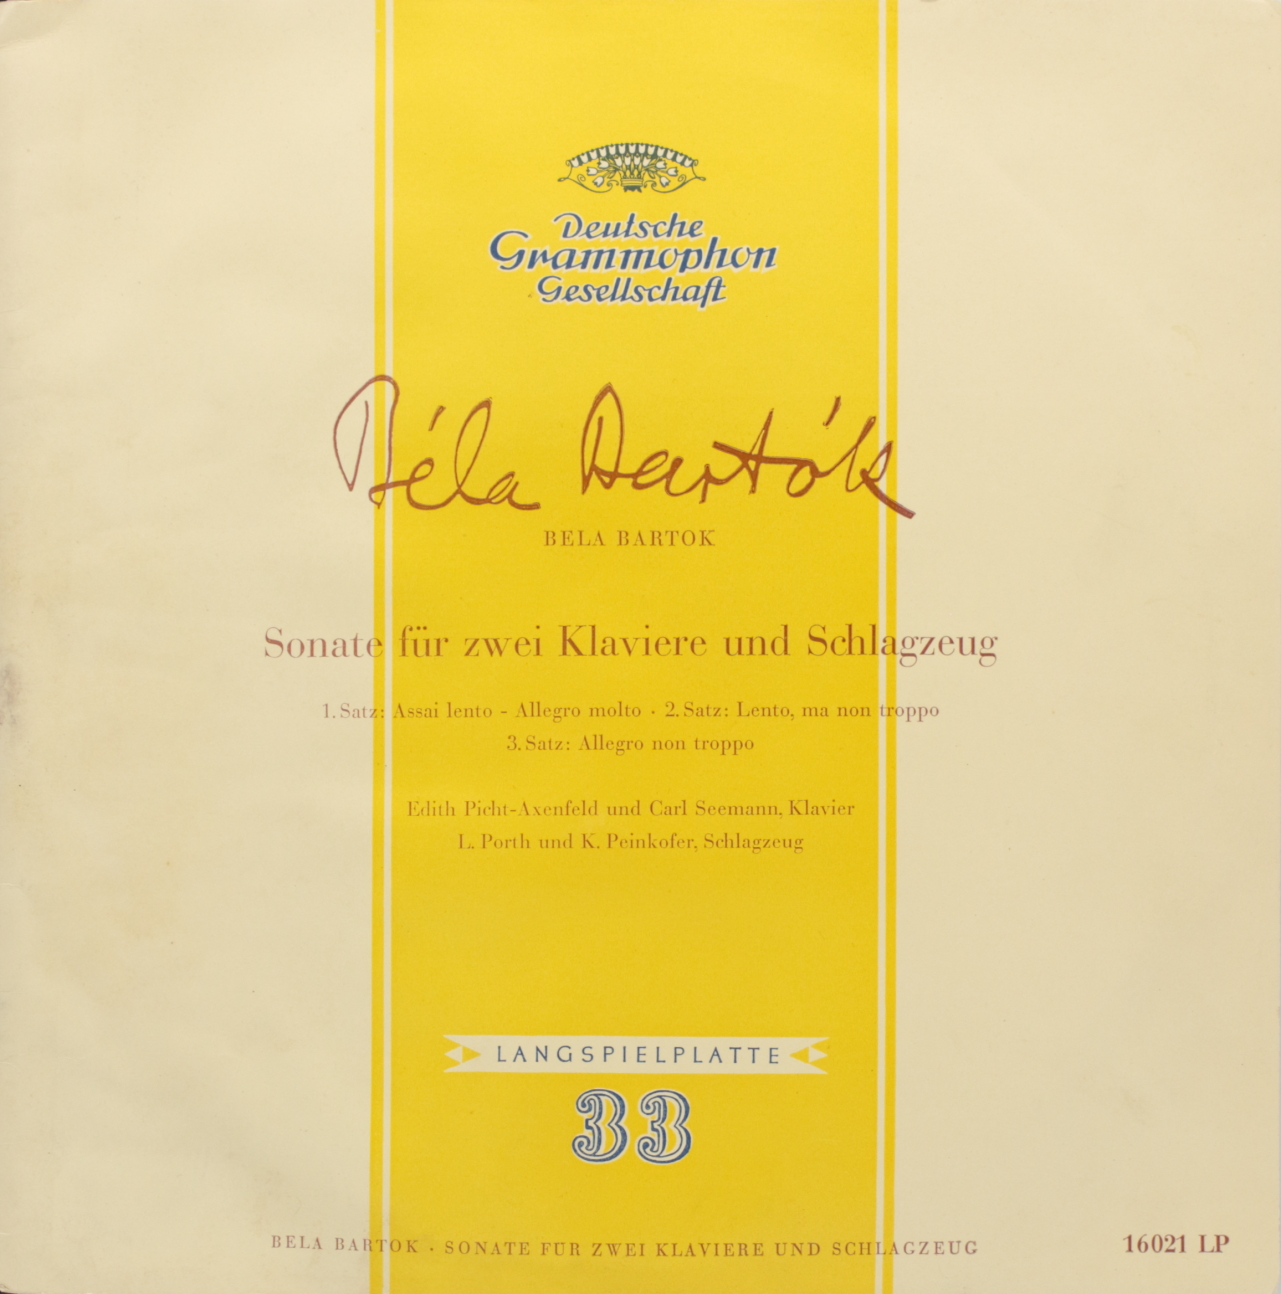 Deutsche
Grammophon
Gesellschaft
Béla Bartók
BELA BARTOK
Sonate für zwei Klaviere und Schlagzeug
1. Satz: Assai lento - Allegro molto · 2. Satz: Lento, ma non troppo
3. Satz: Allegro non troppo
Edith Picht-Axenfeld und Carl Seemann, Klavier
L. Porth und K. Peinkofer, Schlagzeug
LANGSPIELPLATTE
33
BELA BARTOK · SONATE FÜR ZWEI KLAVIERE UND SCHLAGZEUG
16021 LP